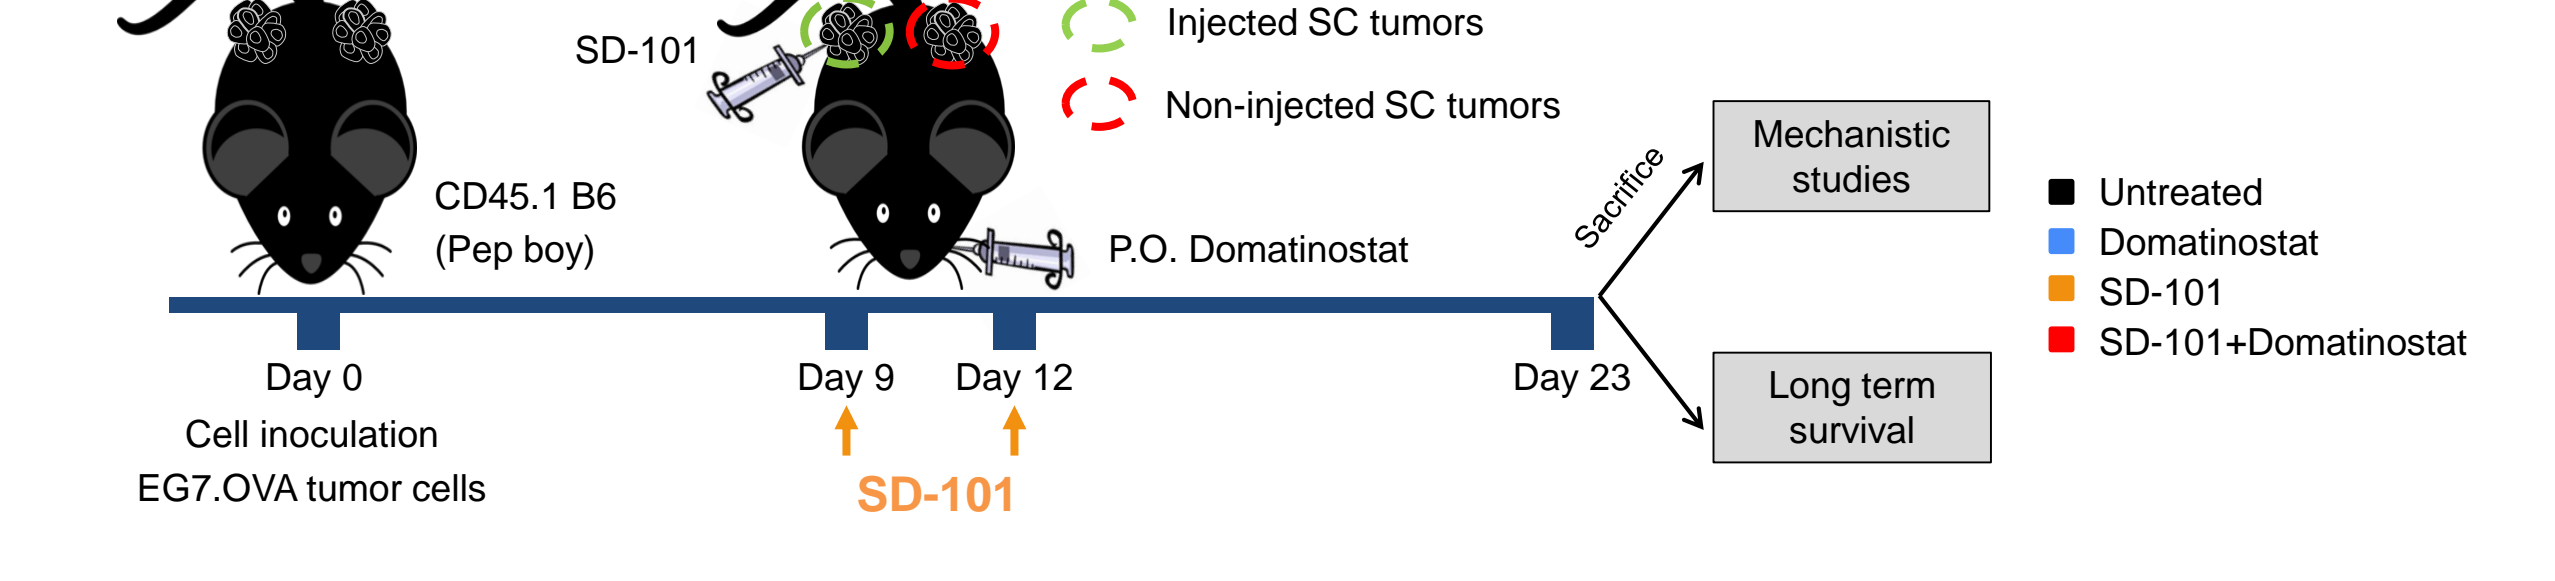 Injected SC tumors
SD-101
Non-injected SC tumors
Mechanistic
studies
Sacrifice
CD45.1 B6
(Pep boy)
P.O. Domatinostat
Untreated
Domatinostat
SD-101
SD-101+Domatinostat
Day 0
Day 9
Day 12
Day 23
Long term
survival
Cell inoculation
EG7.OVA tumor cells
SD-101